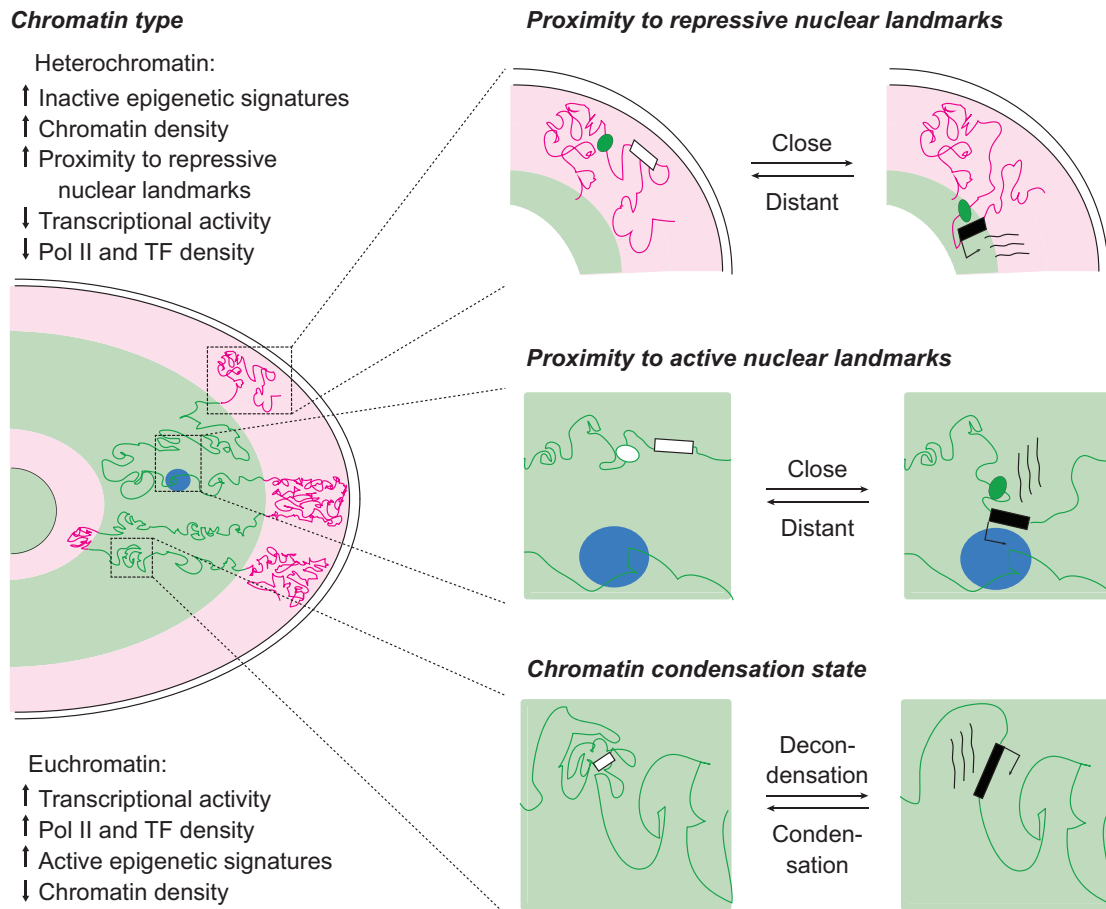 Chromatin type
Heterochromatin:
↑ Inactive epigenetic signatures
↑ Chromatin density
↑ Proximity to repressive
nuclear landmarks
↓ Transcriptional activity
↓ Pol II and TF density
Euchromatin:
↑ Transcriptional activity
↑ Pol II and TF density
↑ Active epigenetic signatures
↓ Chromatin density
Proximity to repressive nuclear landmarks
Close
Distant
Proximity to active nuclear landmarks
Close
Distant
Chromatin condensation state
Decon-
densation
Conden-
sation